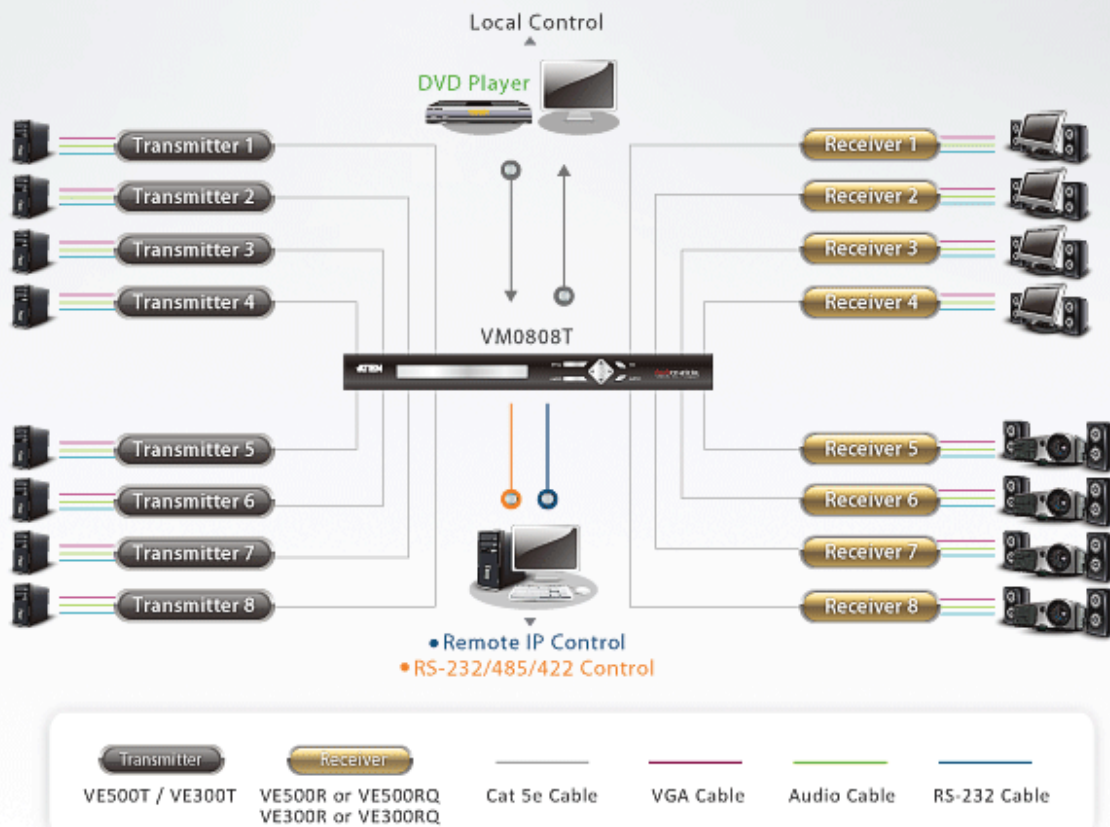 Local Control
DVD Player
Transmitter 1
Transmitter 2
Transmitter 3
Transmitter 4
Receiver 1
Receiver 2
Receiver 3
Receiver 4
VM0808T
ATEN
Transmitter 5
Transmitter 6
Transmitter 7
Transmitter 8
Receiver 5
Receiver 6
Receiver 7
Receiver 8
• Remote IP Control
• RS-232/485/422 Control
Transmitter
VE500T / VE300T
Receiver
VE500R or VE500RQ
VE300R or VE300RQ
Cat 5e Cable
VGA Cable
Audio Cable
RS-232 Cable